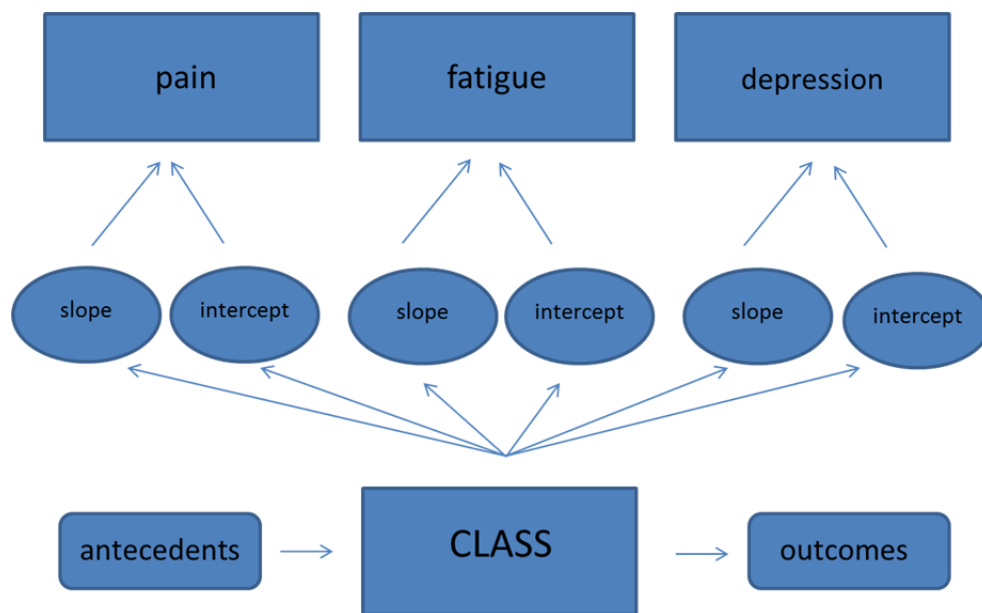 pain
fatigue
depression
slope
intercept
slope
intercept
slope
intercept
antecedents
CLASS
outcomes